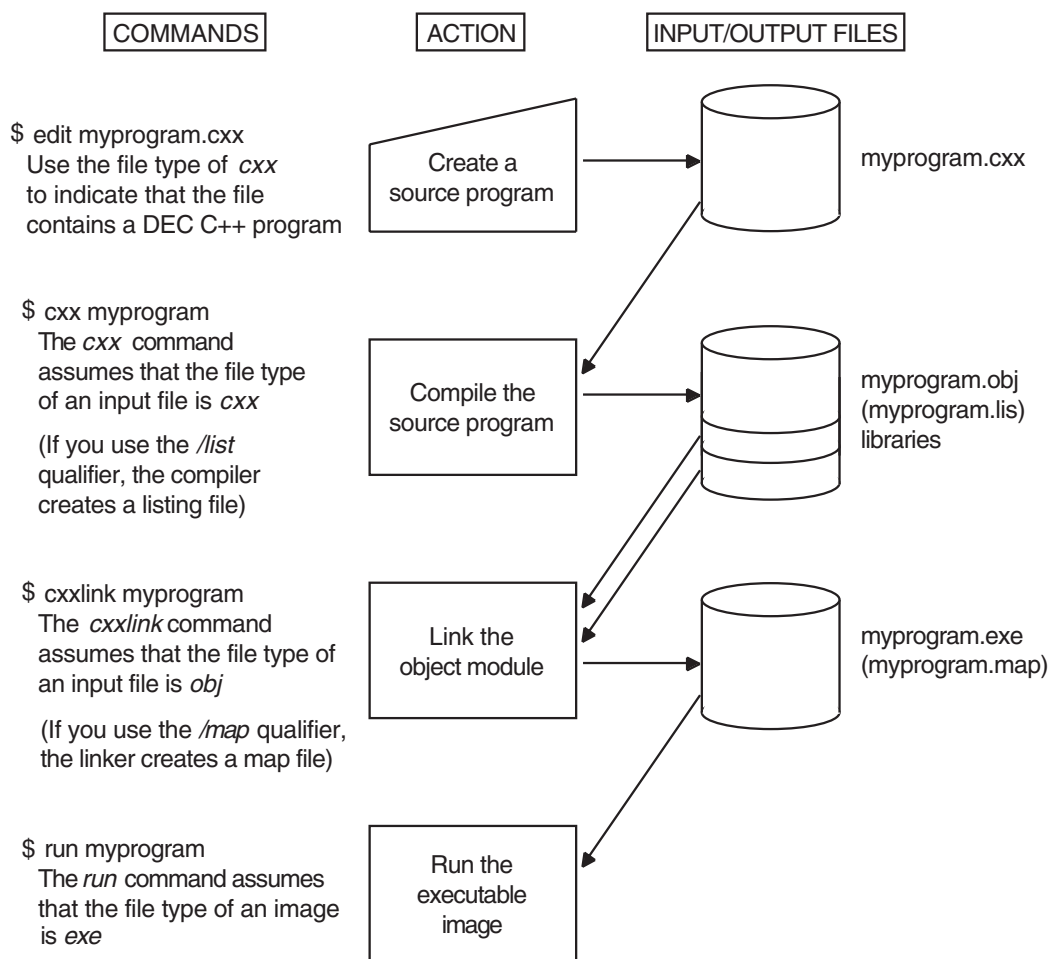 COMMANDS
ACTION
INPUT/OUTPUT FILES
$ edit myprogram.cxx
Use the file type of cxx
to indicate that the file
contains a DEC C++ program
Create a
source program
myprogram.cxx
$ cxx myprogram
The cxx command
assumes that the file type
of an input file is cxx
(If you use the /list
qualifier, the compiler
creates a listing file)
Compile the
source program
myprogram.obj
(myprogram.lis)
libraries
$ cxxlink myprogram
The cxxlink command
assumes that the file type of
an input file is obj
(If you use the /map qualifier,
the linker creates a map file)
Link the
object module
myprogram.exe
(myprogram.map)
$ run myprogram
The run command assumes
that the file type of an image
is exe
Run the
executable
image